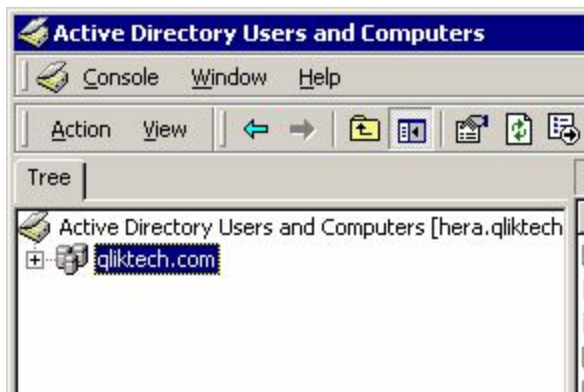 Active Directory Users and Computers
Console Window Help
Action View
Tree
Active Directory Users and Computers [hera.qliktech
qliktech.com